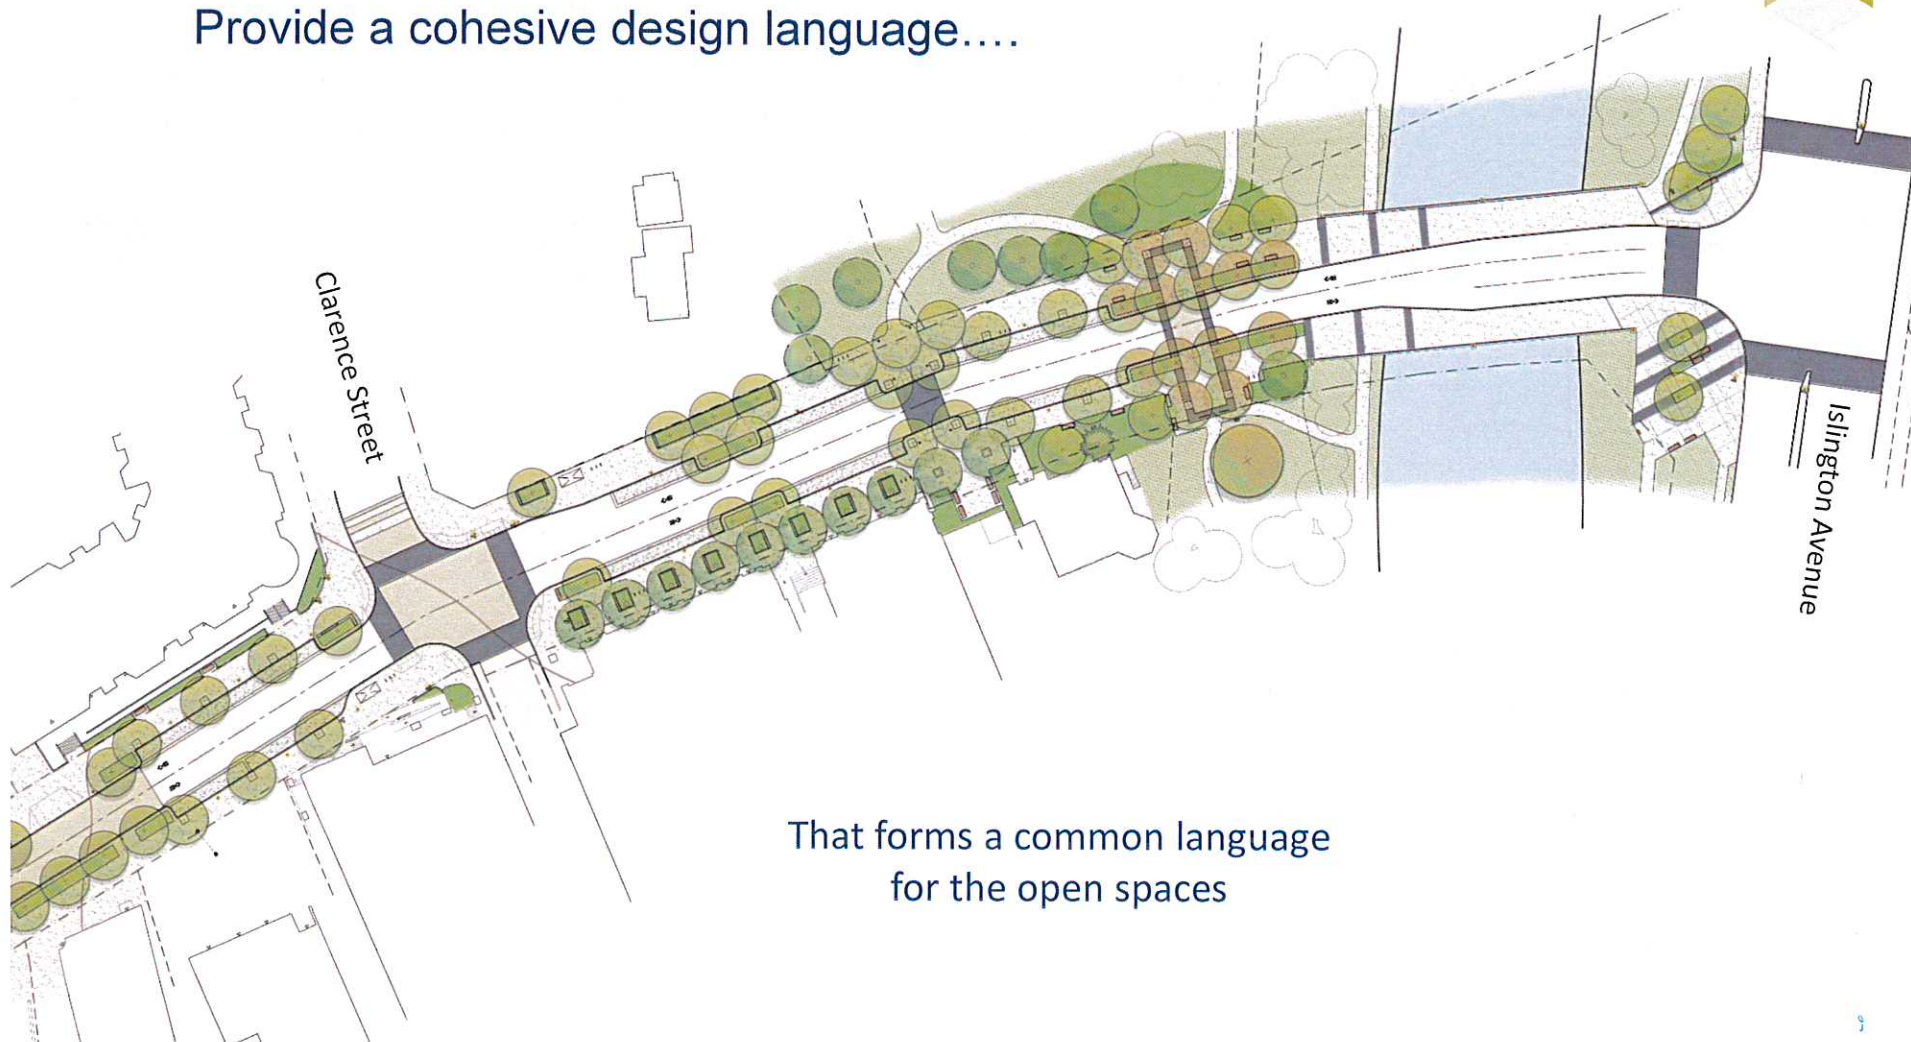 Provide a cohesive design language....
Clarence Street
Islington Avenue
That forms a common language
for the open spaces